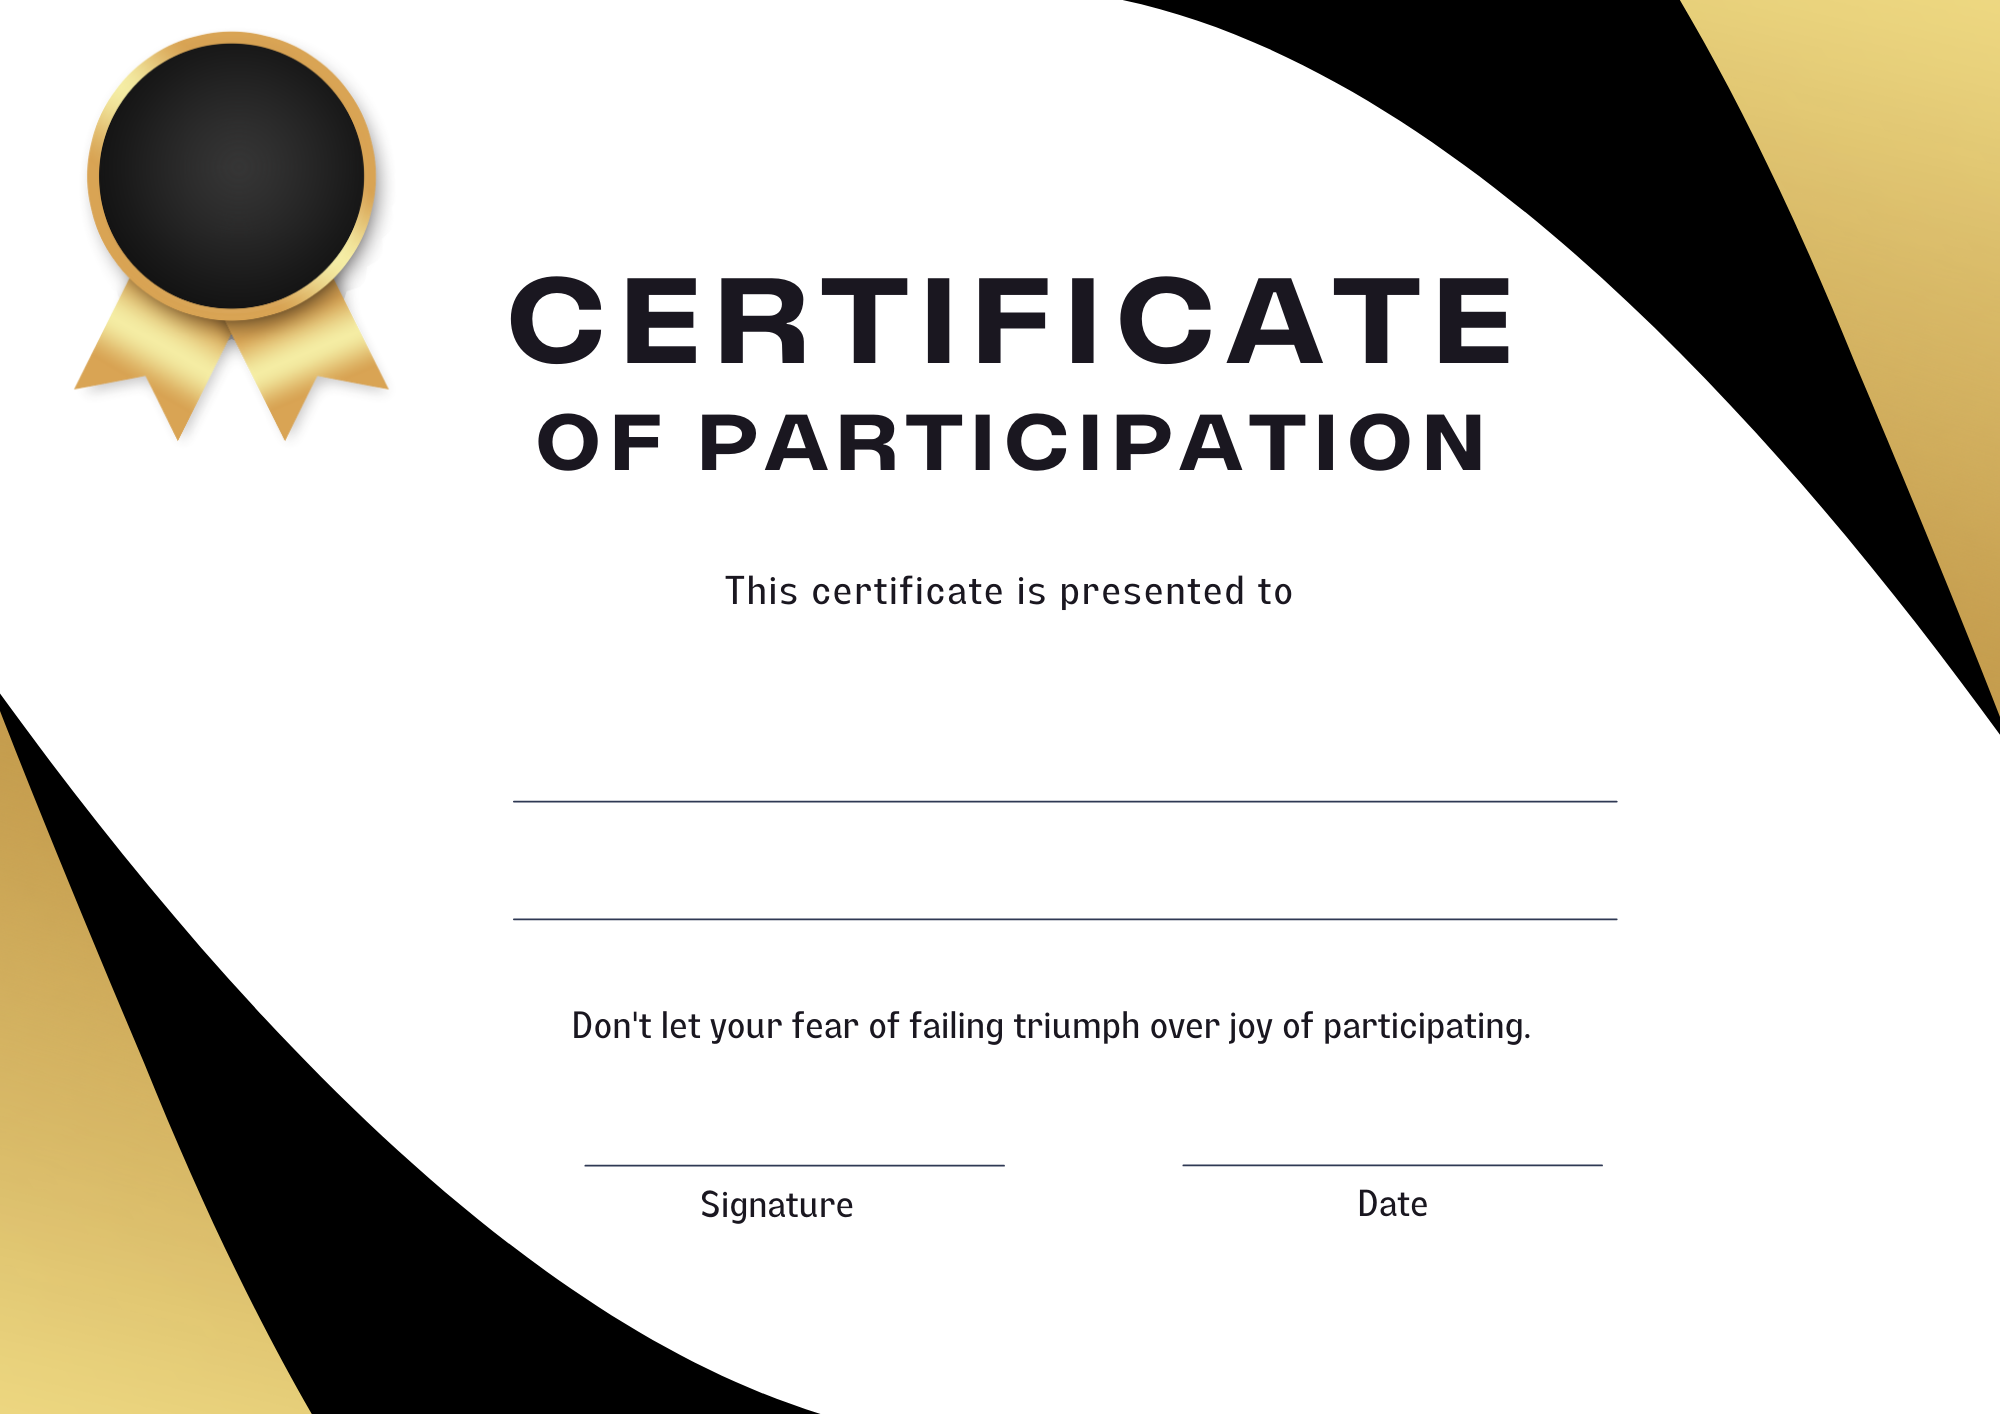 CERTIFICATE
OF PARTICIPATION
This certificate is presented to
Don't let your fear of failing triumph over joy of participating.
Signature
Date